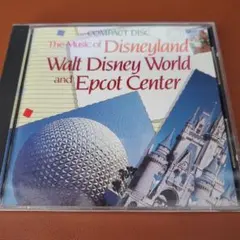 COMPACT DISC
The Music of Disneyland
Walt Disney World
and Epcot Center